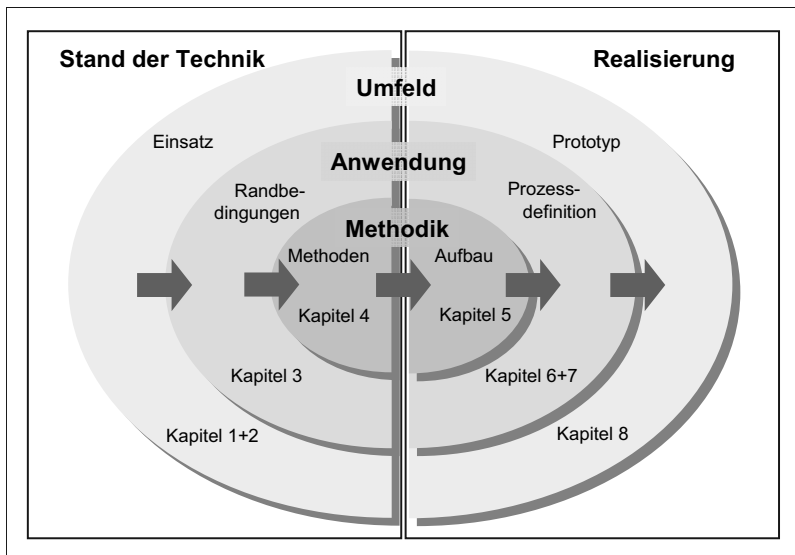 Stand der Technik
Realisierung
Umfeld
Einsatz
Prototyp
Anwendung
Randbe-
dingungen
Prozess-
definition
Methodik
Methoden
Aufbau
Kapitel 4
Kapitel 5
Kapitel 3
Kapitel 6+7
Kapitel 1+2
Kapitel 8